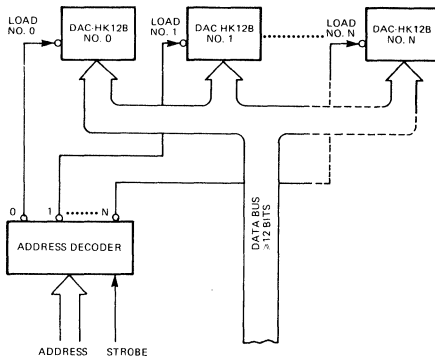 LOAD
NO. 0
DAC-HK12B
NO. 0
LOAD
NO. 1
DAC HK12B
NO. 1
LOAD
NO. N
DAC-HK12B
NO. N
0 1 N
ADDRESS DECODER
DATA BUS
≥12 BITS
ADDRESS STROBE